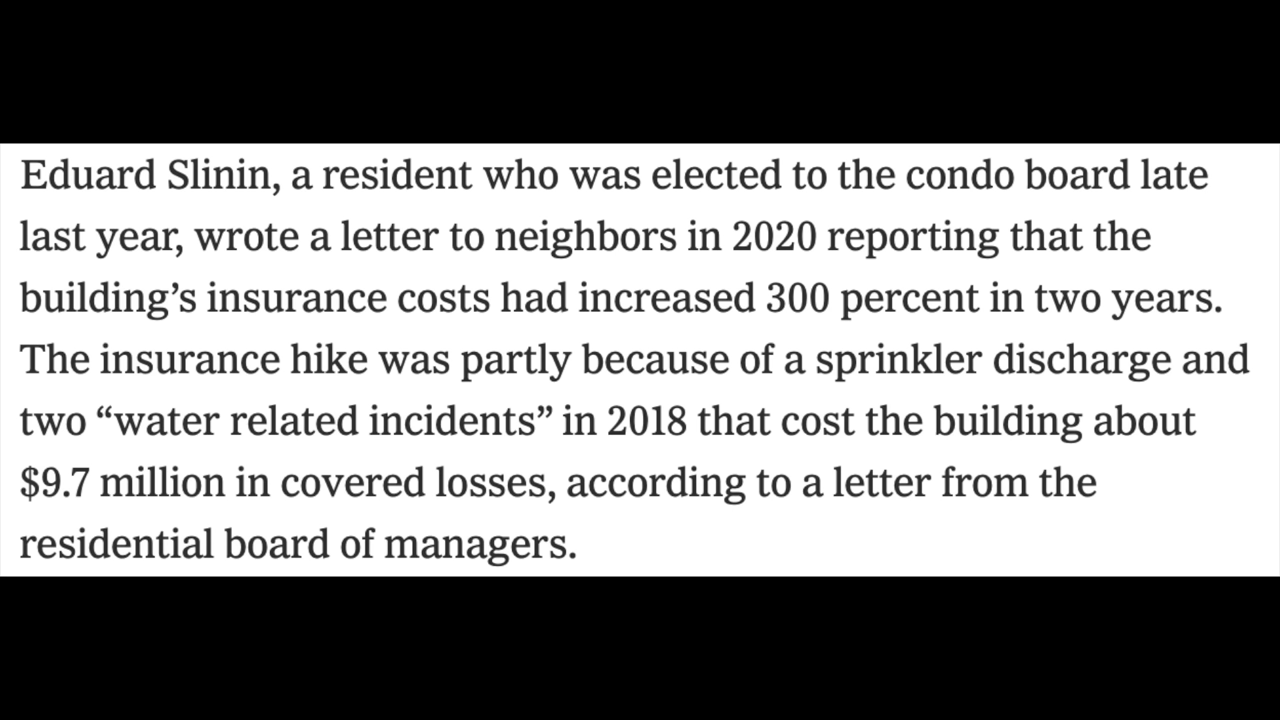 Eduard Slinin, a resident who was elected to the condo board late
last year, wrote a letter to neighbors in 2020 reporting that the
building’s insurance costs had increased 300 percent in two years.
The insurance hike was partly because of a sprinkler discharge and
two “water related incidents” in 2018 that cost the building about
$9.7 million in covered losses, according to a letter from the
residential board of managers.